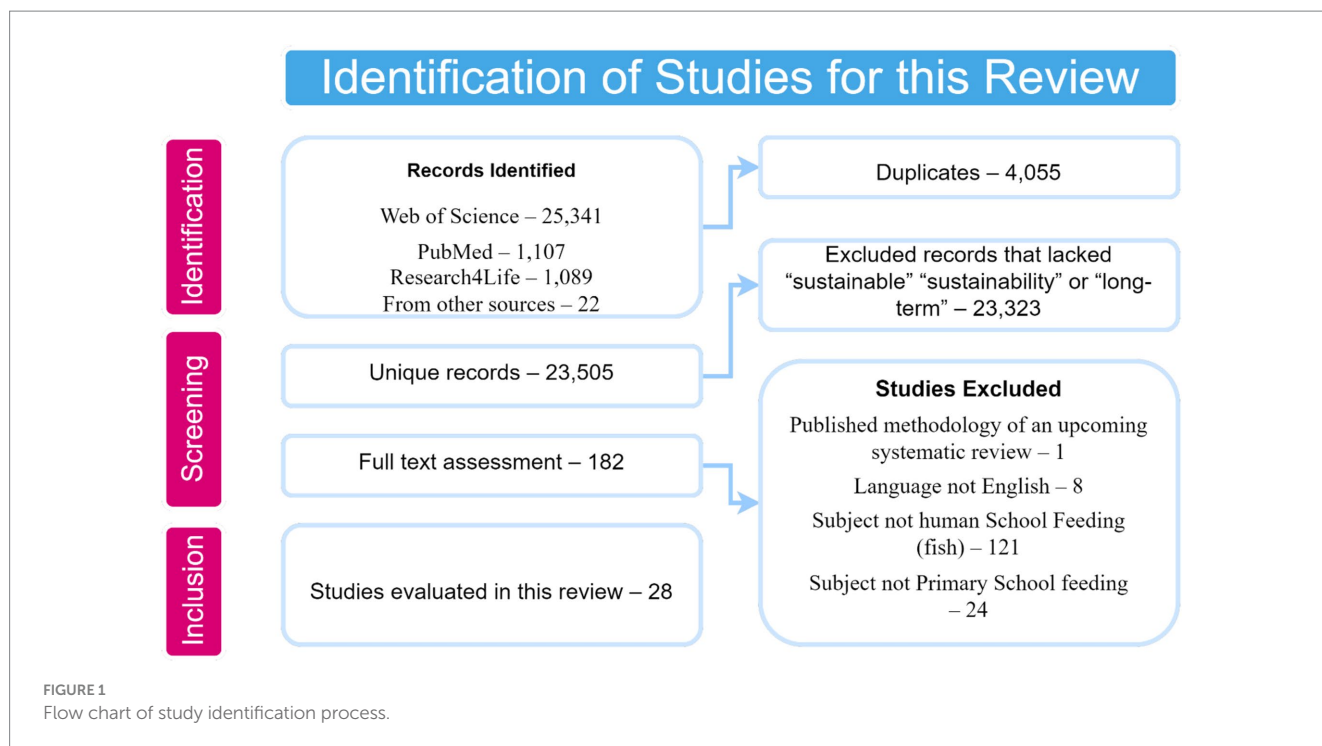 Identification of Studies for this Review
Identification
Records Identified
Web of Science – 25,341
PubMed – 1,107
Research4Life – 1,089
From other sources – 22
Duplicates – 4,055
Excluded records that lacked
“sustainable” “sustainability” or “long-
term” – 23,323
Screening
Unique records – 23,505
Full text assessment – 182
Studies Excluded
Published methodology of an upcoming
systematic review – 1
Language not English – 8
Subject not human School Feeding
(fish) – 121
Subject not Primary School feeding
– 24
Inclusion
Studies evaluated in this review – 28
FIGURE 1
Flow chart of study identification process.